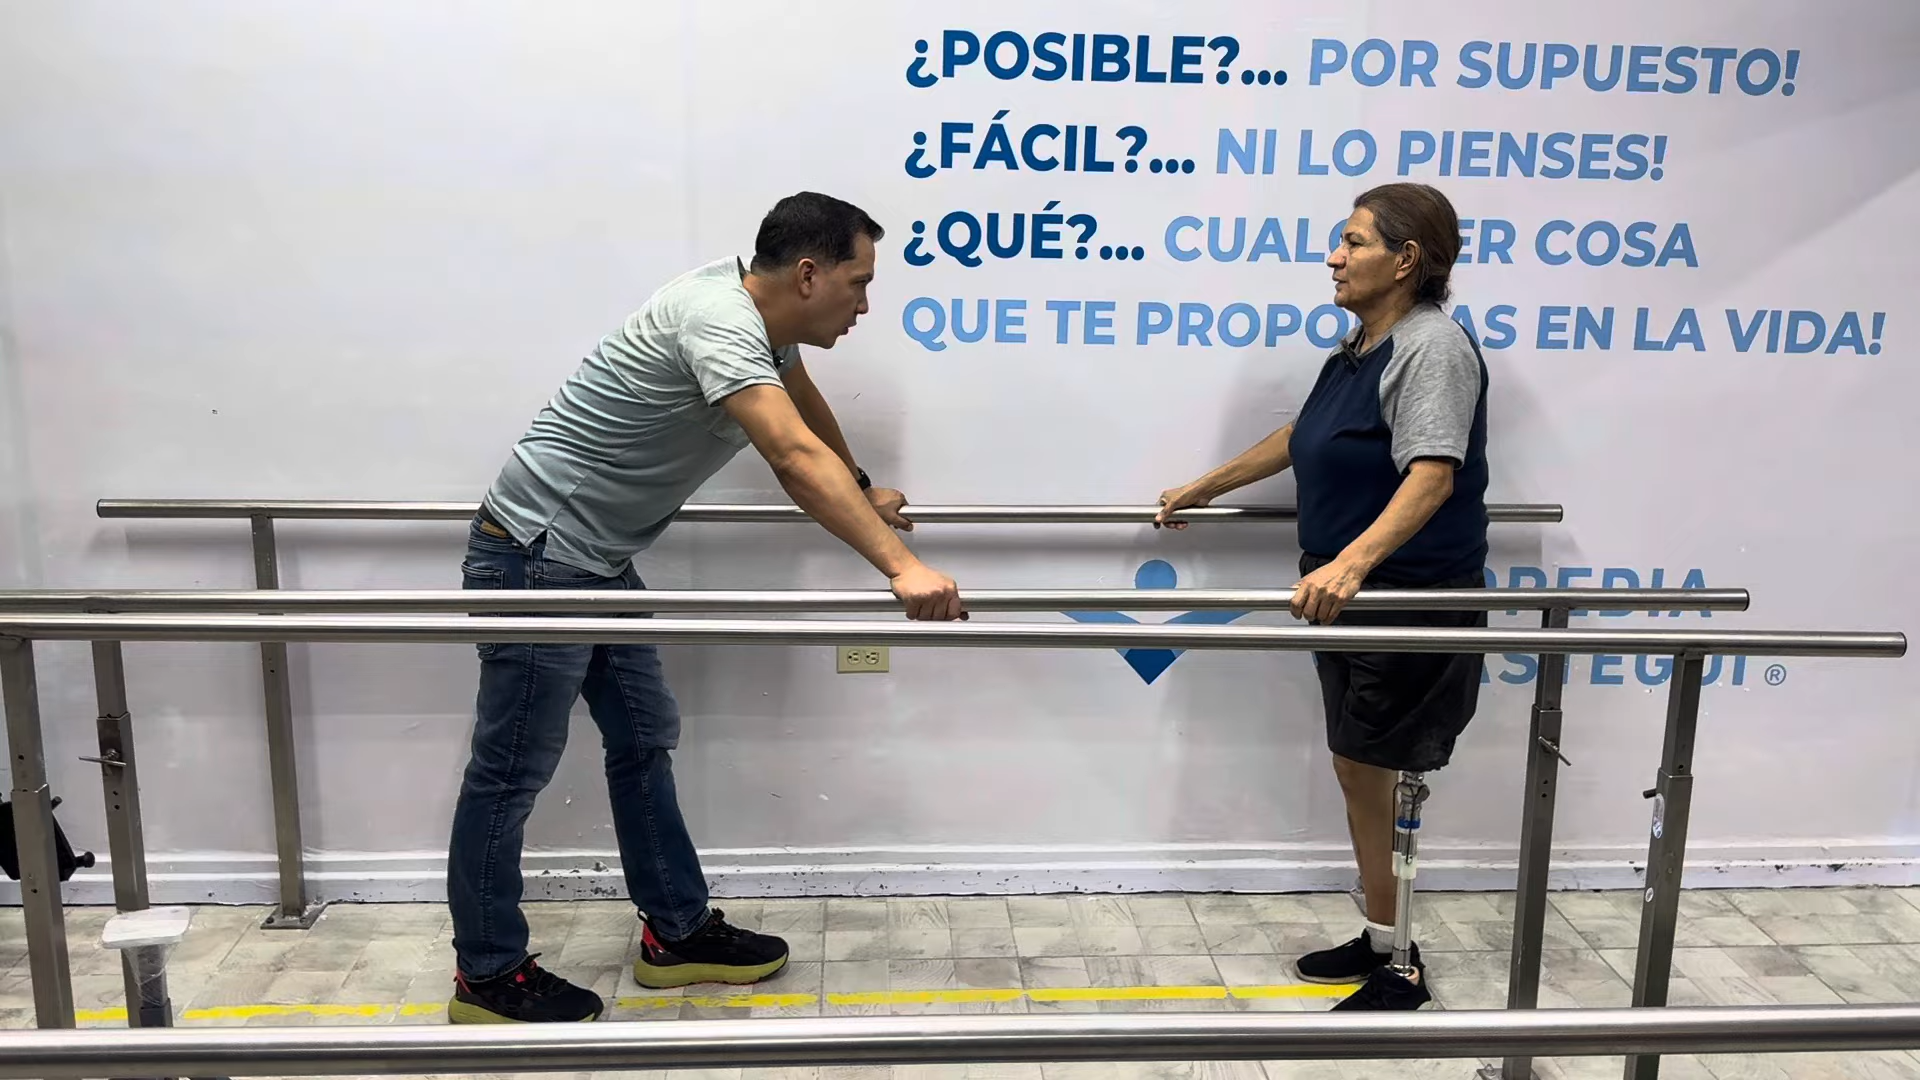 ¿POSIBLE?... POR SUPUESTO!
¿FÁCIL?... NI LO PIENSES!
¿QUÉ?... COSA
QUE TE EN LA VIDA!
®